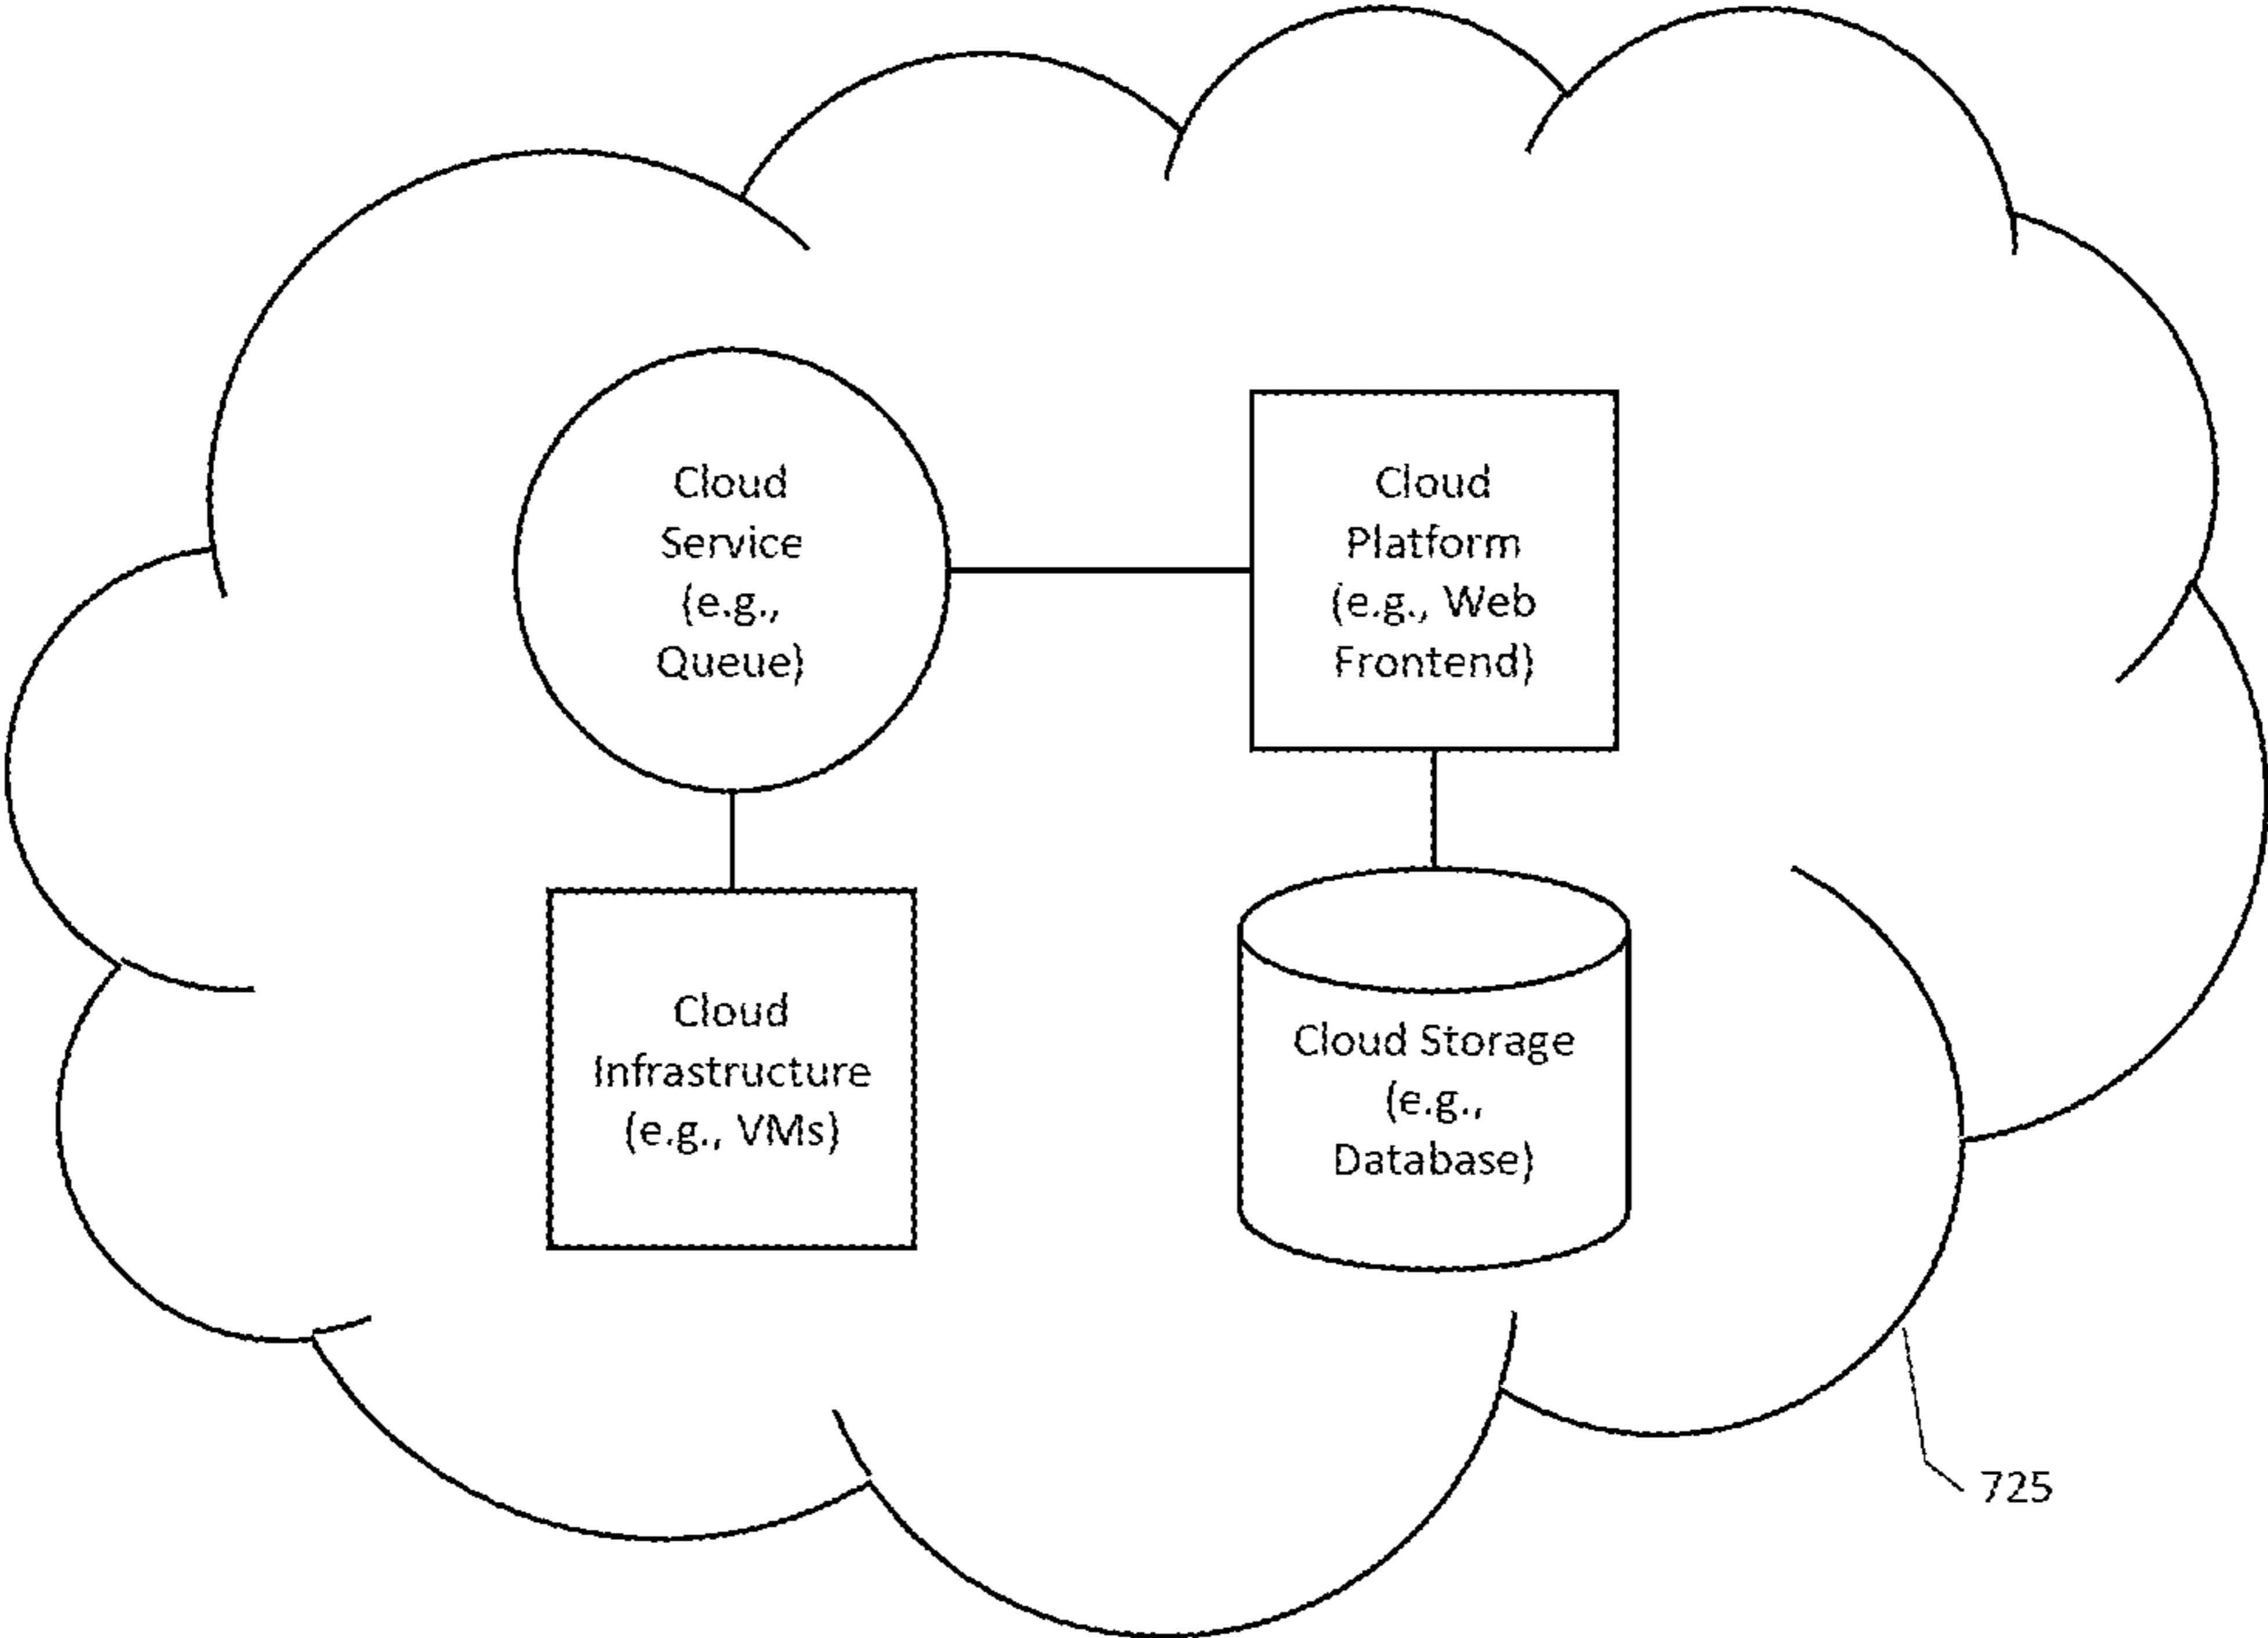 Cloud
Service
(e.g.,
Queue)
Cloud
Platform
(e.g., Web
Frontend)
Cloud
Infrastructure
(e.g., VMs)
Cloud Storage
(e.g.,
Database)
725